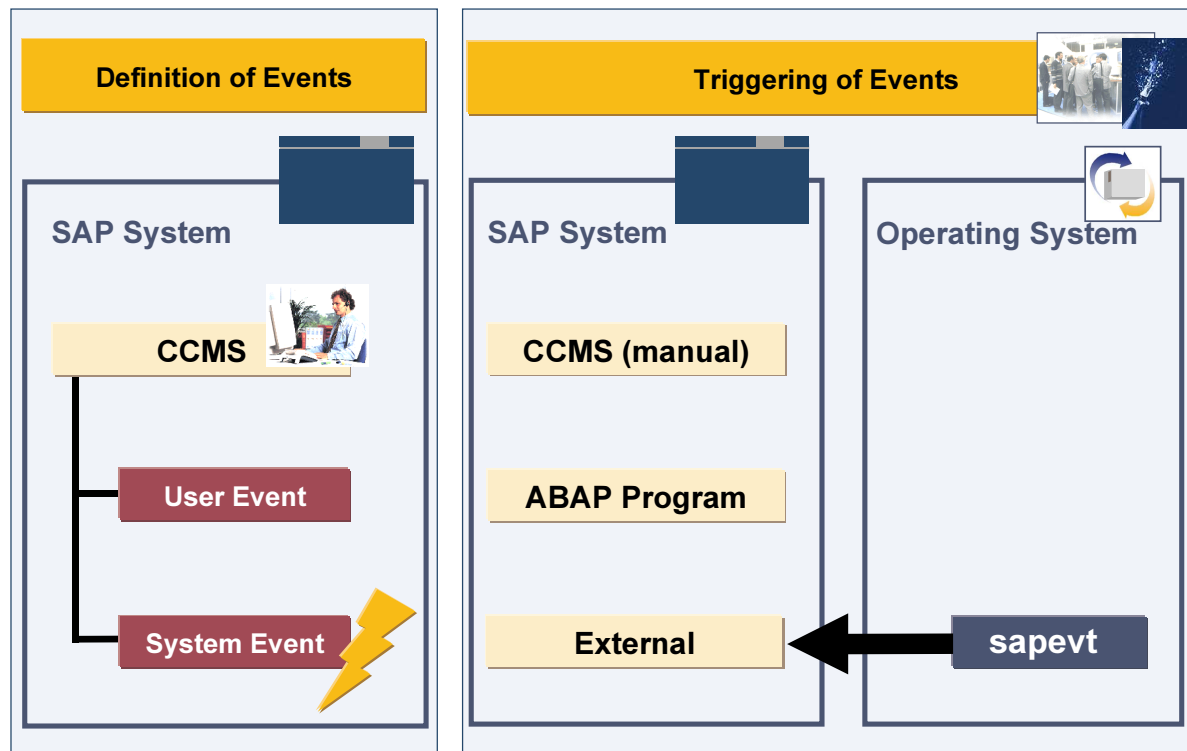 Definition of Events
SAP System
CCMS
User Event
System Event
Triggering of Events
SAP System
CCMS (manual)
ABAP Program
External
Operating System
sapevt